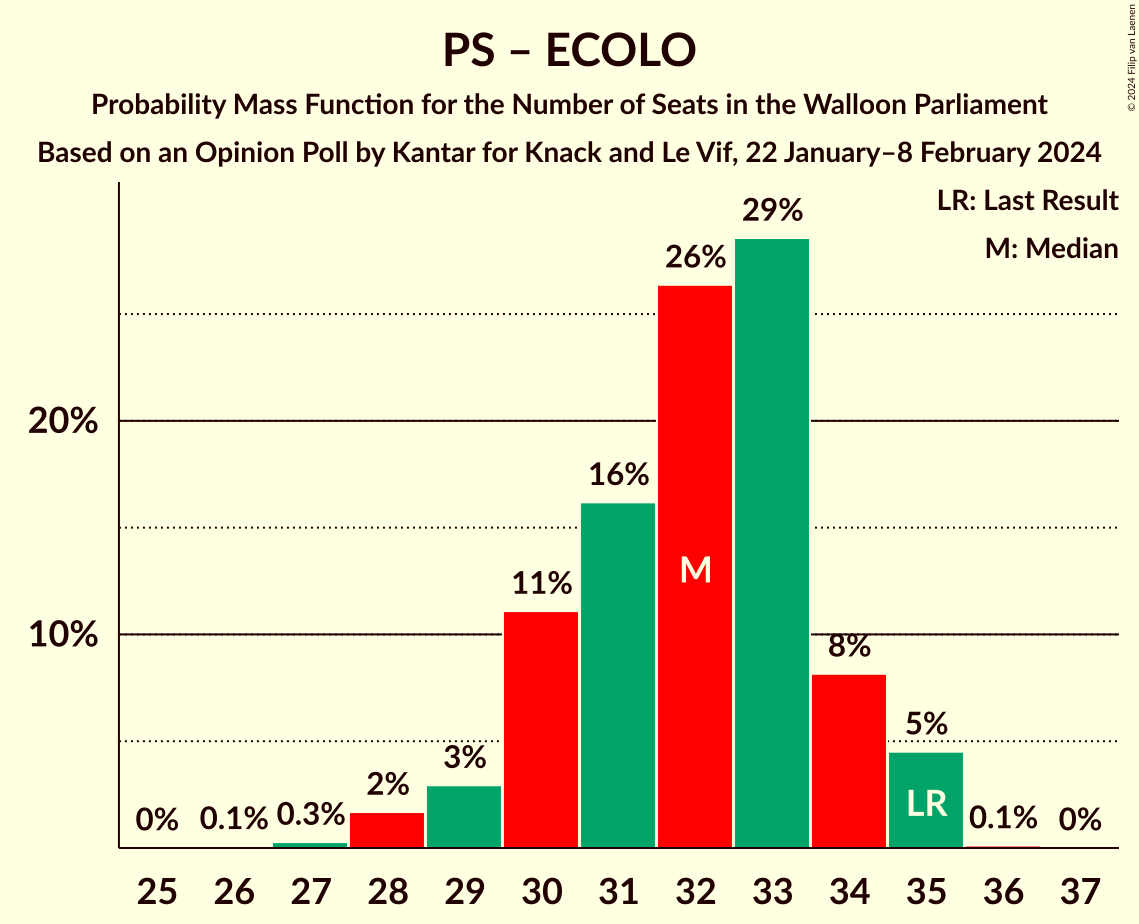 PS – ECOLO
Probability Mass Function for the Number of Seats in the Walloon Parliament
Based on an Opinion Poll by Kantar for Knack and Le Vif, 22 January–8 February 2024
© 2024 Filip van Laenen
LR: Last Result
M: Median
20%
10%
0%
0.1%
0.3%
2%
3%
11%
16%
26%
29%
8%
5%
0.1%
0%
M
LR
25 26 27 28 29 30 31 32 33 34 35 36 37